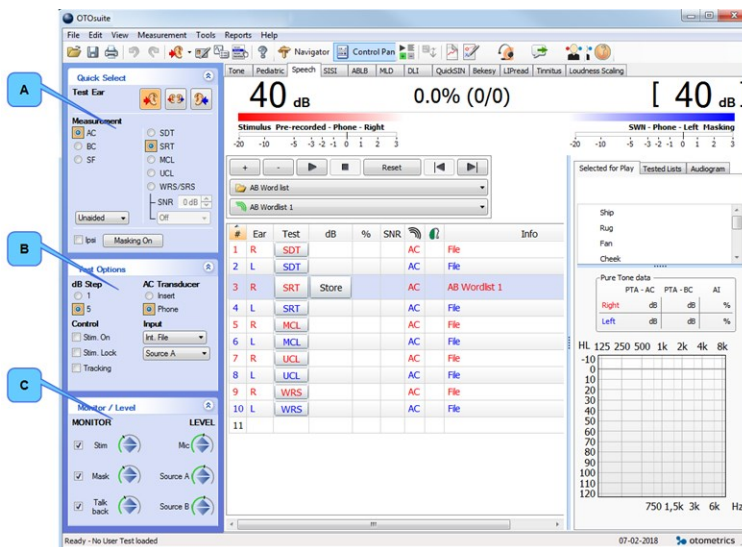 OTOsuite
File Edit View Measurement Tools Reports Help
Navigator Control Pan
A
Quick Select
Test Ear
Measurement
AC SDT
BC SRT
SF MCL
UCL
WRS/SRS
SNR 0 dB
Unaided Off
Ipsi Masking On
B
Test Options
dB Step AC Transducer
1 Insert
5 Phone
Control Input
Stim. On Int. File
Stim. Lock Source A
Tracking
C
Monitor / Level
MONITOR LEVEL
Stim Mic
Mask Source A
Talk back Source B
Tone Pediatric Speech SISI ABLB MLD DLI QuickSIN Bekesy LIPread Tinnitus Loudness Scaling
40 dB 0.0% (0/0) [ 40 dB ]
Stimulus Pre-recorded - Phone - Right SWN - Phone - Left Masking
-20 -10 -5 -3 -2 -1 0 1 2 3 -20 -10 -5 -3 -2 -1 0 1 2 3
+ - Reset
AB Word list
AB Wordlist 1
# Ear Test dB % SNR Info
1 R SDT AC File
2 L SDT AC File
3 R SRT Store AC AB Wordlist 1
4 L SRT AC File
5 R MCL AC File
6 L MCL AC File
7 R UCL AC File
8 L UCL AC File
9 R WRS AC File
10 L WRS AC File
11
Selected for Play Tested Lists Audiogram
Ship
Rug
Fan
Cheek
Pure Tone data
PTA - AC PTA - BC AI
Right dB dB %
Left dB dB %
HL 125 250 500 1k 2k 4k 8k
-10
0
10
20
30
40
50
60
70
80
90
100
110
120
750 1,5k 3k 6k Hz
Ready - No User Test loaded 07-02-2018 otometrics